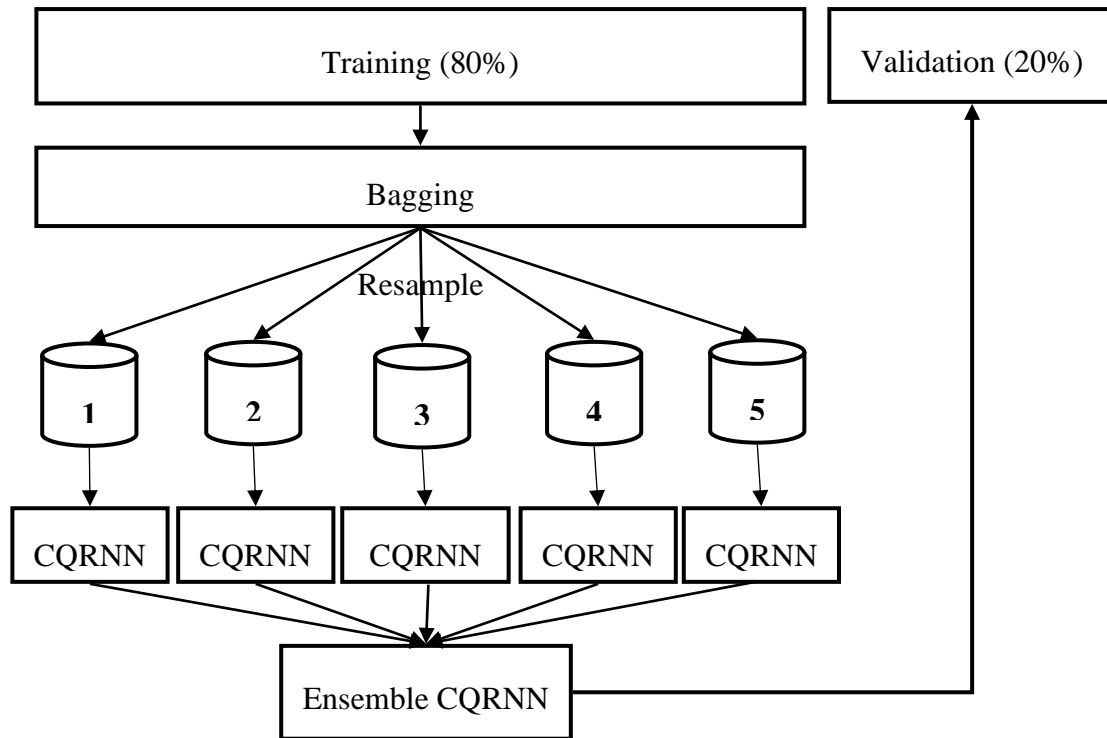 Training (80%)
Validation (20%)
Bagging
Resample
1 2 3 4 5
CQRNN CQRNN CQRNN CQRNN CQRNN
Ensemble CQRNN